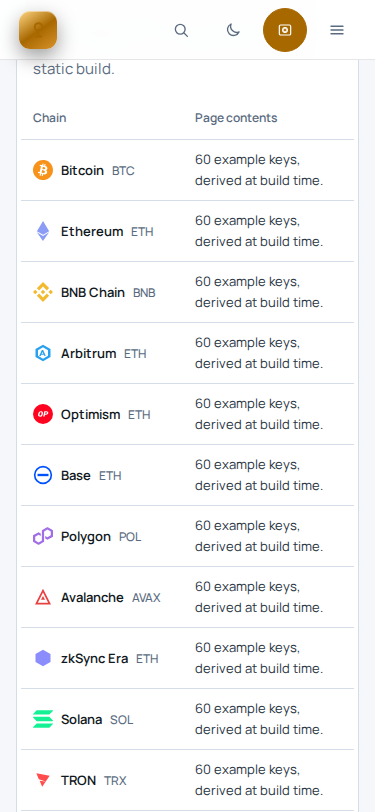 static build.
Chain Page contents
Bitcoin BTC 60 example keys,
derived at build time.
Ethereum ETH 60 example keys,
derived at build time.
BNB Chain BNB 60 example keys,
derived at build time.
Arbitrum ETH 60 example keys,
derived at build time.
OP Optimism ETH 60 example keys,
derived at build time.
Base ETH 60 example keys,
derived at build time.
Polygon POL 60 example keys,
derived at build time.
Avalanche AVAX 60 example keys,
derived at build time.
zkSync Era ETH 60 example keys,
derived at build time.
Solana SOL 60 example keys,
derived at build time.
TRON TRX 60 example keys,
derived at build time.